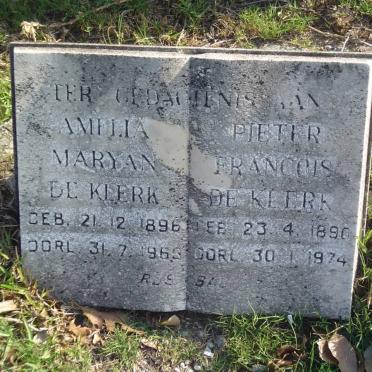 TER GEDAGTENIS AAN
AMELIA
MARYAN
DE KLERK
GEB. 21. 12. 1896
OORL. 31. 7. 1965
PIETER
FRANCOIS
DE KLERK
GEB. 23. 4. 1890
OORL. 30. 1. 1974
RUS SAG